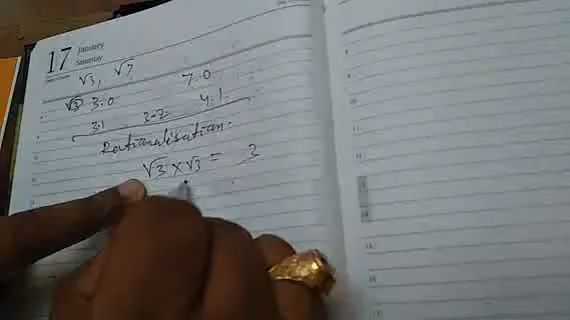 17 January
Saturday
√3, √7
√3 3.0 7.0
3.1 3.2 4.1
Rationalisation.
√3 × √3 = 3